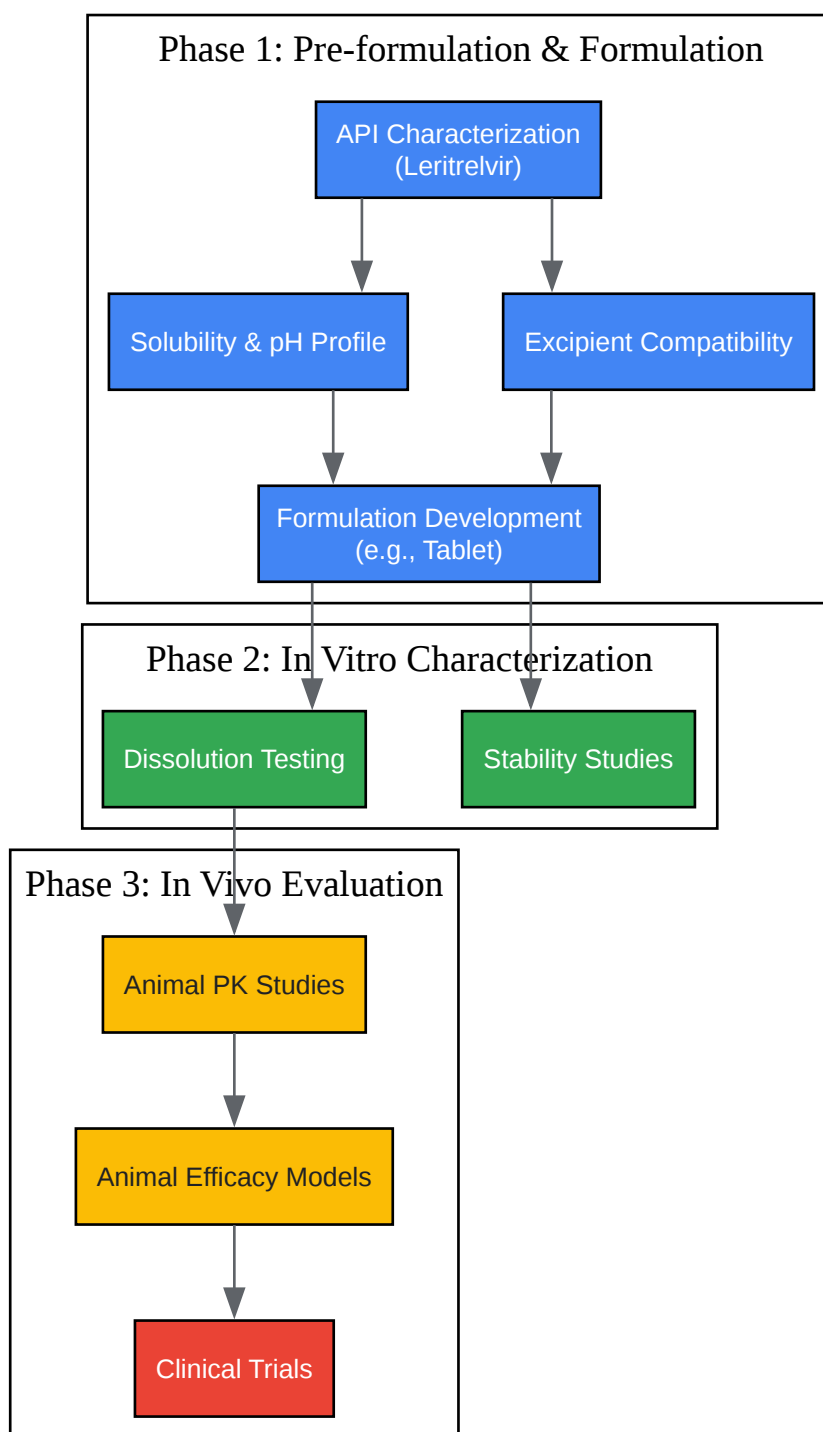 Phase 1: Pre-formulation & Formulation
API Characterization
(Leritrelvir)
Solubility & pH Profile
Excipient Compatibility
Formulation Development
(e.g., Tablet)
Phase 2: In Vitro Characterization
Dissolution Testing
Stability Studies
Phase 3: In Vivo Evaluation
Animal PK Studies
Animal Efficacy Models
Clinical Trials